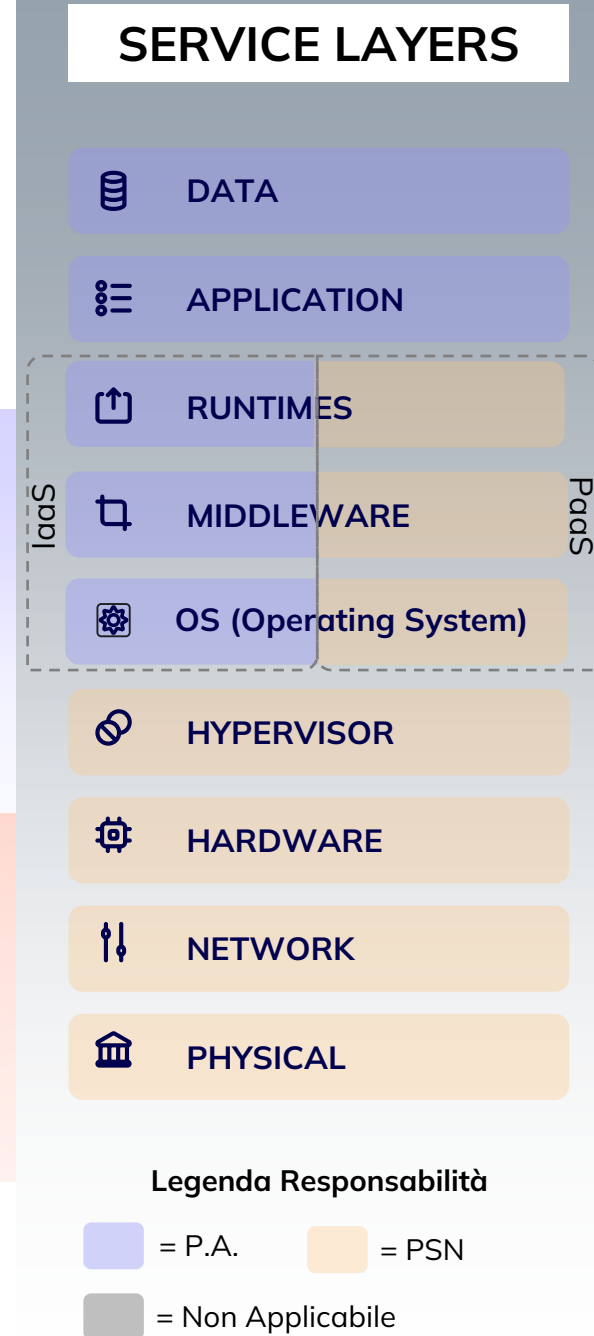 SERVICE LAYERS
DATA
APPLICATION
RUNTIMES
IaaS
MIDDLEWARE
PaaS
OS (Operating System)
HYPERVISOR
HARDWARE
NETWORK
PHYSICAL
Legenda Responsabilità
= P.A.
= PSN
= Non Applicabile